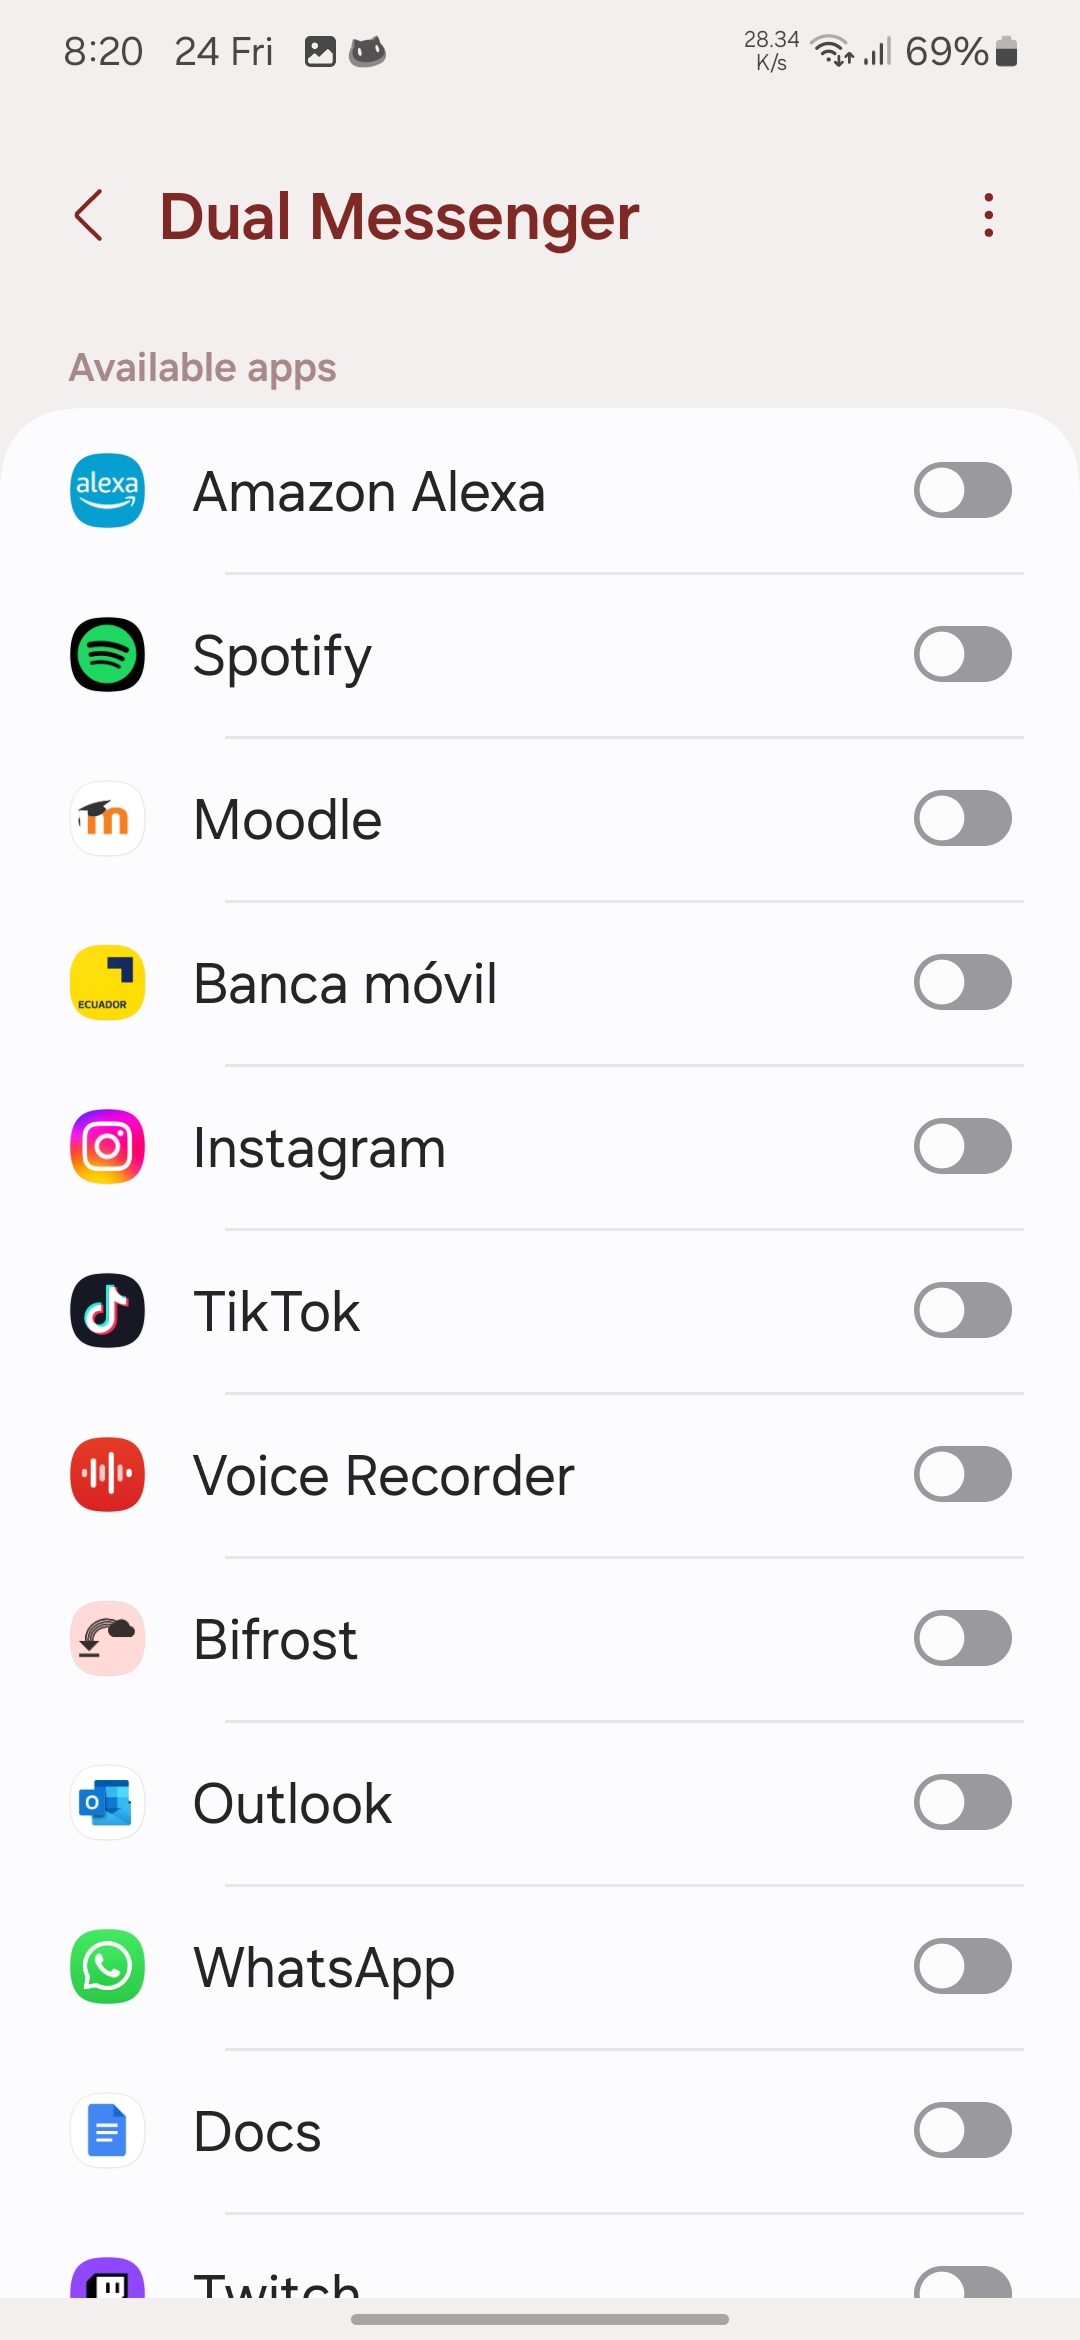 8:20 24 Fri 28.34 K/s 69%
Dual Messenger
Available apps
alexa Amazon Alexa
Spotify
m Moodle
ECUADOR Banca móvil
Instagram
TikTok
Voice Recorder
Bifrost
O Outlook
WhatsApp
Docs
Twitch